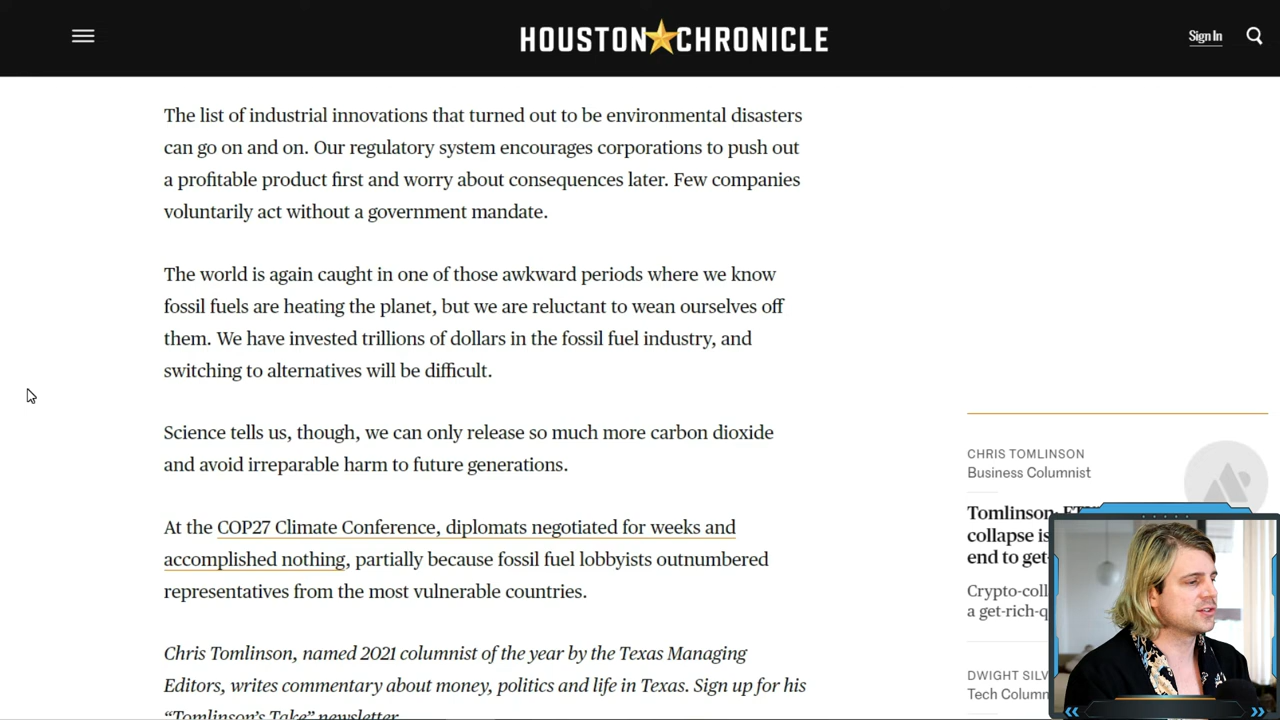 HOUSTON CHRONICLE
Sign In
The list of industrial innovations that turned out to be environmental disasters
can go on and on. Our regulatory system encourages corporations to push out
a profitable product first and worry about consequences later. Few companies
voluntarily act without a government mandate.
The world is again caught in one of those awkward periods where we know
fossil fuels are heating the planet, but we are reluctant to wean ourselves off
them. We have invested trillions of dollars in the fossil fuel industry, and
switching to alternatives will be difficult.
Science tells us, though, we can only release so much more carbon dioxide
and avoid irreparable harm to future generations.
At the COP27 Climate Conference, diplomats negotiated for weeks and
accomplished nothing, partially because fossil fuel lobbyists outnumbered
representatives from the most vulnerable countries.
Chris Tomlinson, named 2021 columnist of the year by the Texas Managing
Editors, writes commentary about money, politics and life in Texas. Sign up for his
“Tomlinson’s Take” newsletter
CHRIS TOMLINSON
Business Columnist
Tomlinson:
collapse is
end to get-
Crypto-coll
a get-rich-q
DWIGHT SILV
Tech Column